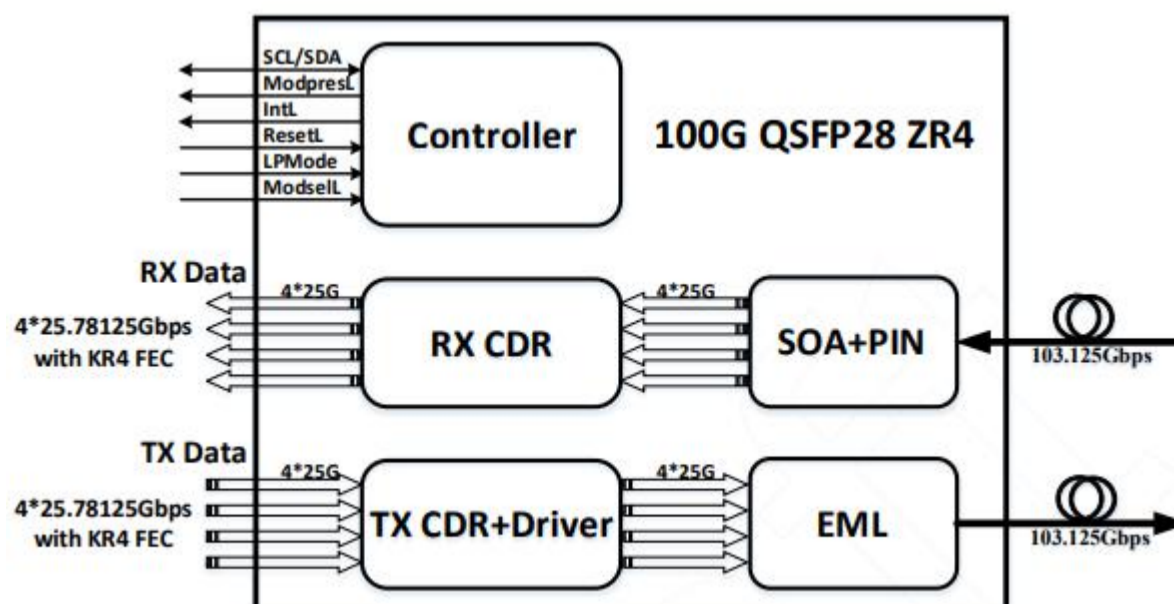 SCL/SDA
ModpresL
IntL
ResetL
LPMode
ModselL
Controller
100G QSFP28 ZR4
RX Data
4*25.78125Gbps
with KR4 FEC
4*25G
RX CDR
4*25G
SOA+PIN
103.125Gbps
TX Data
4*25.78125Gbps
with KR4 FEC
4*25G
TX CDR+Driver
4*25G
EML
103.125Gbps